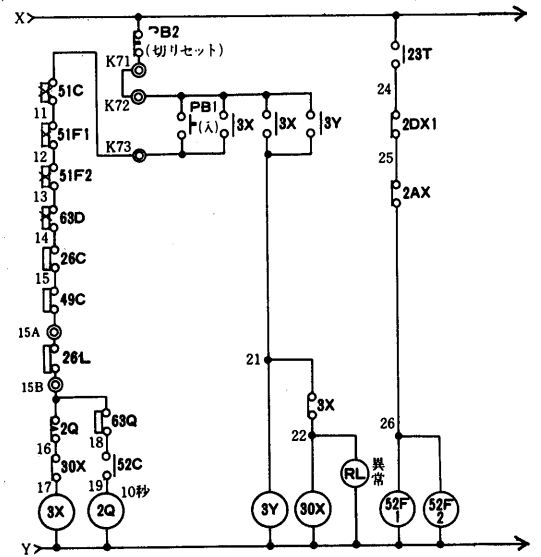 X
PB2
(切りセット)
K71
K72
K73
PB1
(入)
3X
3X
3Y
23T
24
2DX1
25
2AX
51C
11
51F1
12
51F2
13
63D
14
26C
15
49C
15A
26L
15B
2Q
16
30X
17
3X
63Q
18
52C
19
10秒
2Q
21
3X
22
RL
異常
3Y
30X
26
52F
1
52F
2
Y